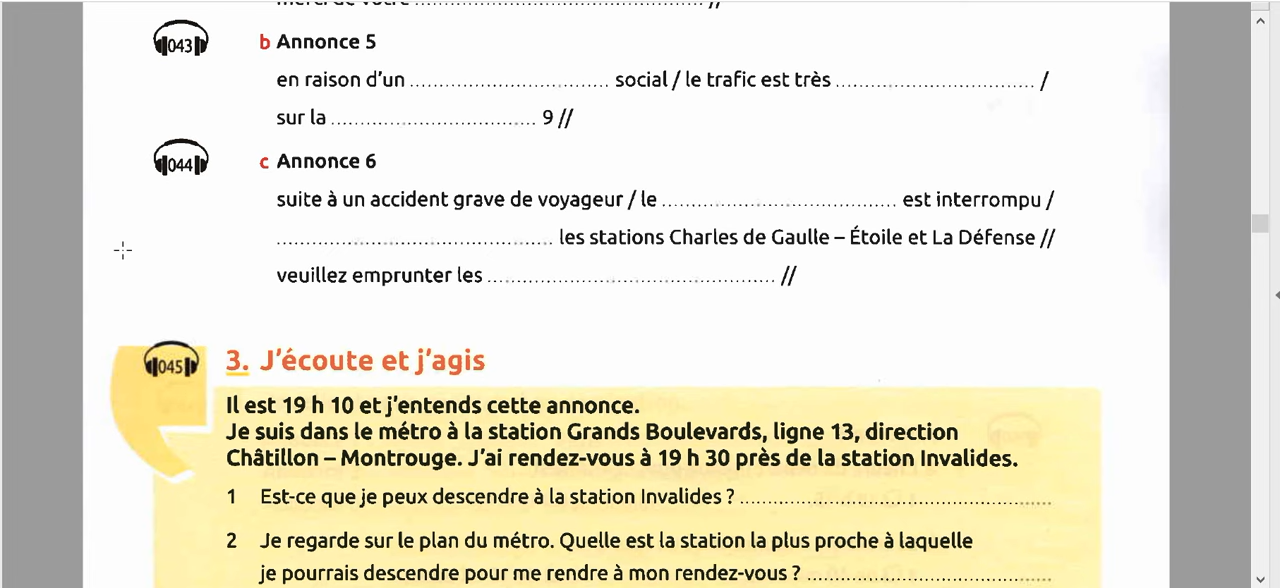 merci de votre ........................................ //
043 b Annonce 5
en raison d'un ................................ social / le trafic est très ................................ /
sur la ................................ 9 //
044 c Annonce 6
suite à un accident grave de voyageur / le ...................................... est interrompu /
............................................ les stations Charles de Gaulle – Étoile et La Défense //
veuillez emprunter les .............................................. //
045 3. J'écoute et j'agis
Il est 19 h 10 et j'entends cette annonce.
Je suis dans le métro à la station Grands Boulevards, ligne 13, direction
Châtillon – Montrouge. J'ai rendez-vous à 19 h 30 près de la station Invalides.
1 Est-ce que je peux descendre à la station Invalides ? ..................................................
2 Je regarde sur le plan du métro. Quelle est la station la plus proche à laquelle
je pourrais descendre pour me rendre à mon rendez-vous ? ........................................